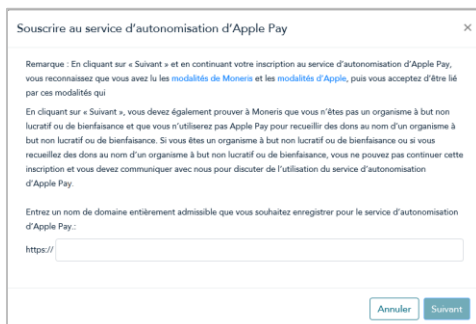 Souscrire au service d'autonomisation d'Apple Pay
×
Remarque : En cliquant sur « Suivant » et en continuant votre inscription au service d'autonomisation d'Apple Pay,
vous reconnaissez que vous avez lu les modalités de Moneris et les modalités d'Apple, puis vous acceptez d'être lié
par ces modalités qui
En cliquant sur « Suivant », vous devez également prouver à Moneris que vous n'êtes pas un organisme à but non
lucratif ou de bienfaisance et que vous n'utiliserez pas Apple Pay pour recueillir des dons au nom d'un organisme à
but non lucratif ou de bienfaisance. Si vous êtes un organisme à but non lucratif ou de bienfaisance ou si vous
recueillez des dons au nom d'un organisme à but non lucratif ou de bienfaisance, vous ne pouvez pas continuer cette
inscription et vous devez communiquer avec nous pour discuter de l'utilisation du service d'autonomisation
d'Apple Pay.
Entrez un nom de domaine entièrement admissible que vous souhaitez enregistrer pour le service d'autonomisation
d'Apple Pay.:
https://
Annuler Suivant